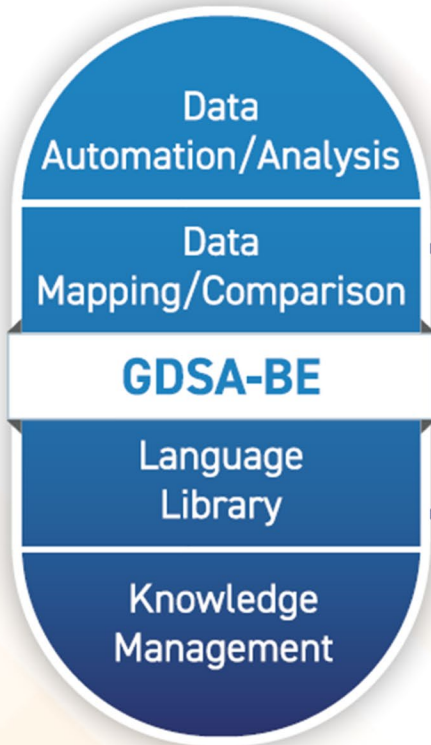 Data
Automation/Analysis
Data
Mapping/Comparison
GDSA-BE
Language
Library
Knowledge
Management